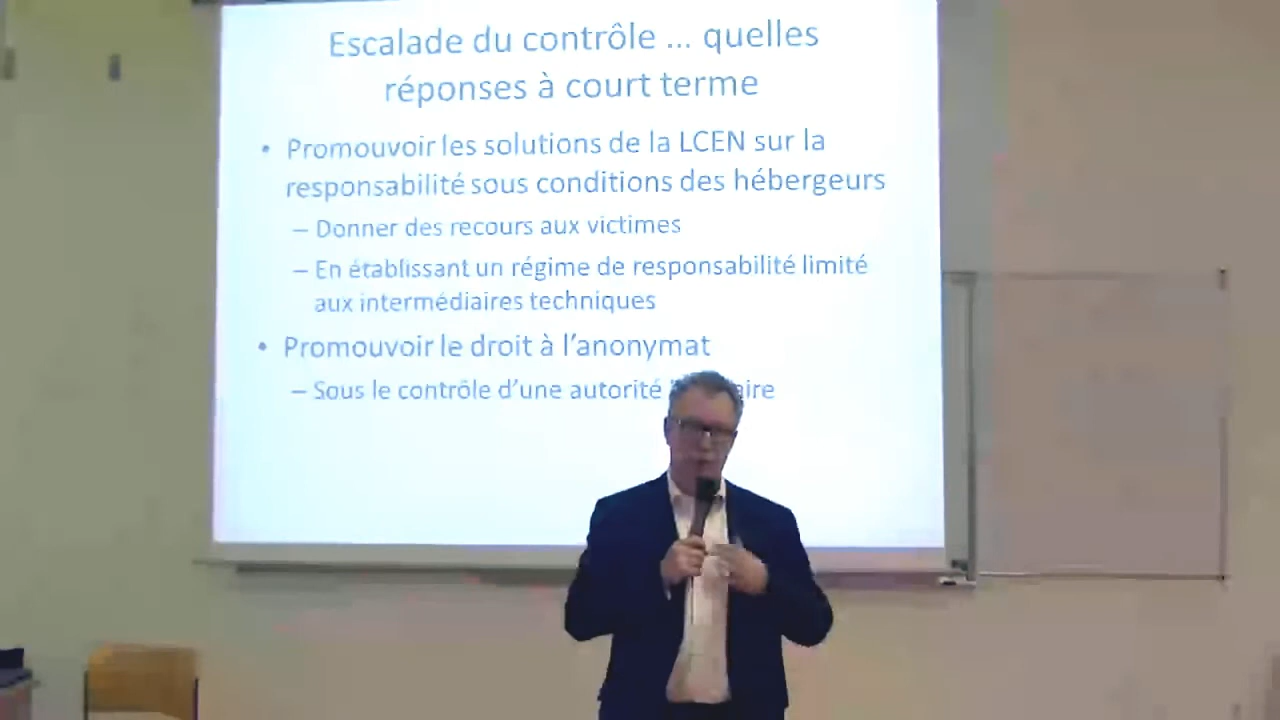 Escalade du contrôle ... quelles
réponses à court terme
• Promouvoir les solutions de la LCEN sur la
responsabilité sous conditions des hébergeurs
– Donner des recours aux victimes
– En établissant un régime de responsabilité limité
aux intermédiaires techniques
• Promouvoir le droit à l'anonymat
– Sous le contrôle d'une autorité